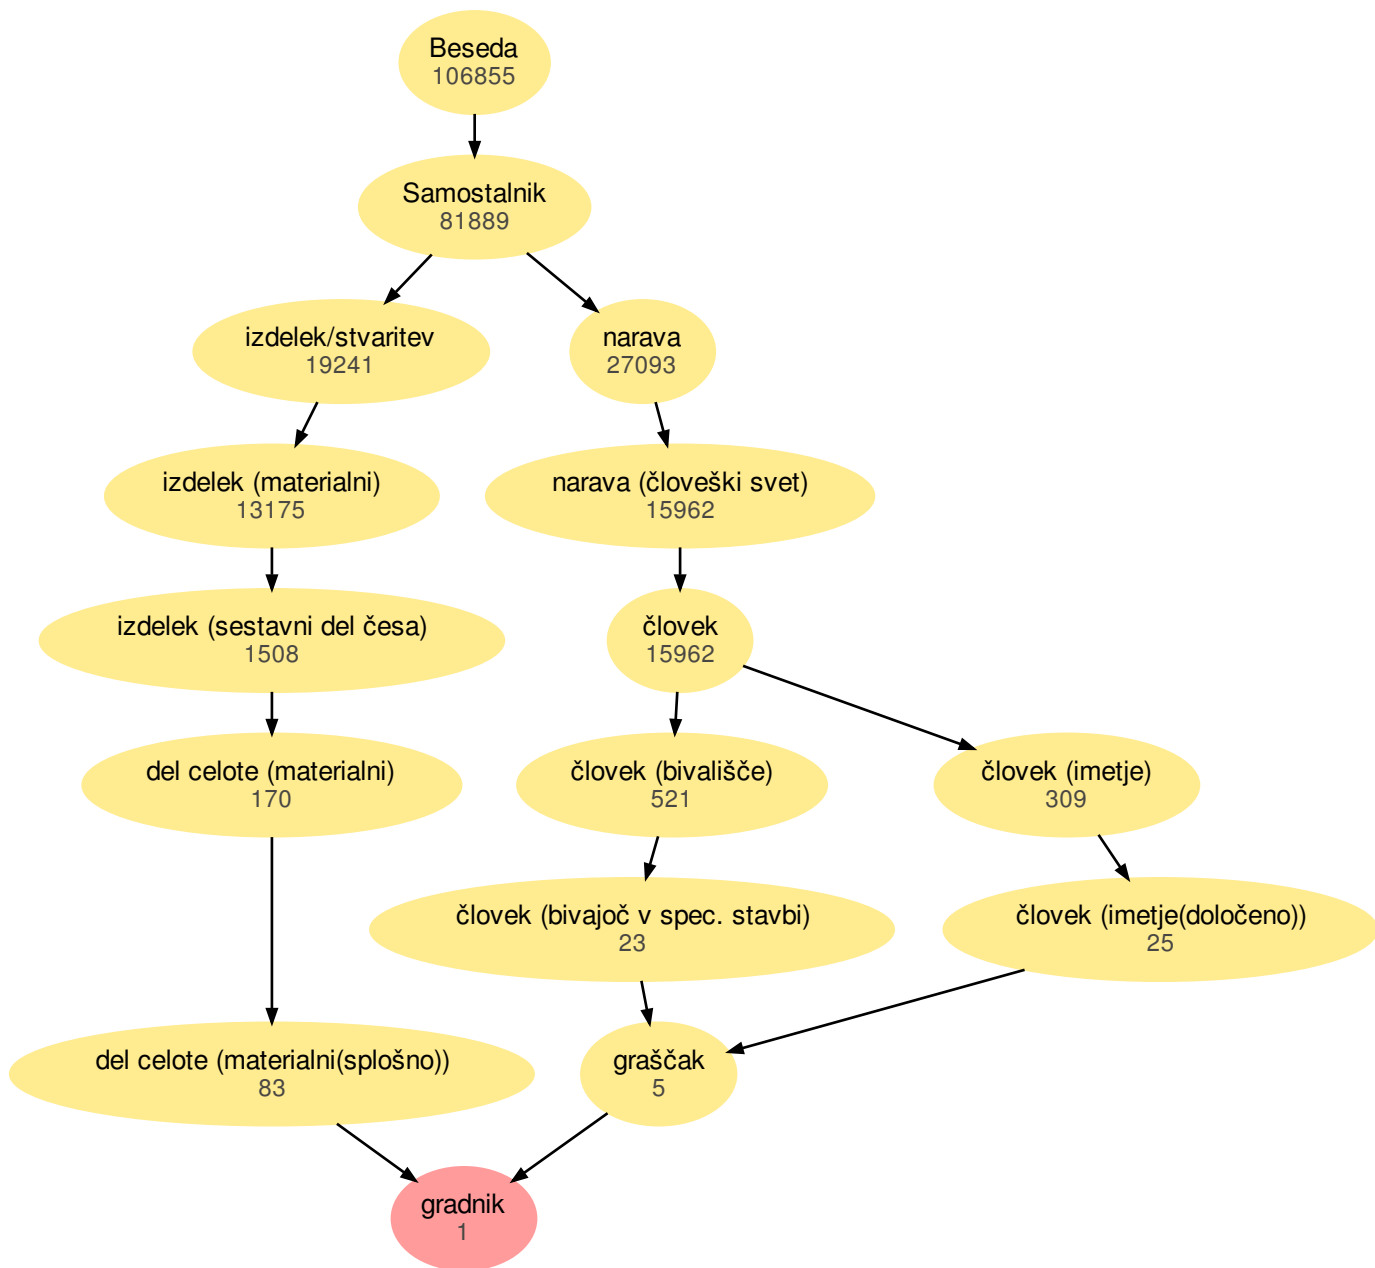 Beseda
106855
Samostalnik
81889
izdelek/stvaritev
19241
narava
27093
izdelek (materialni)
13175
narava (človeški svet)
15962
izdelek (sestavni del česa)
1508
človek
15962
del celote (materialni)
170
človek (bivališče)
521
človek (imetje)
309
človek (bivajoč v spec. stavbi)
23
človek (imetje(določeno))
25
del celote (materialni(splošno))
83
graščak
5
gradnik
1